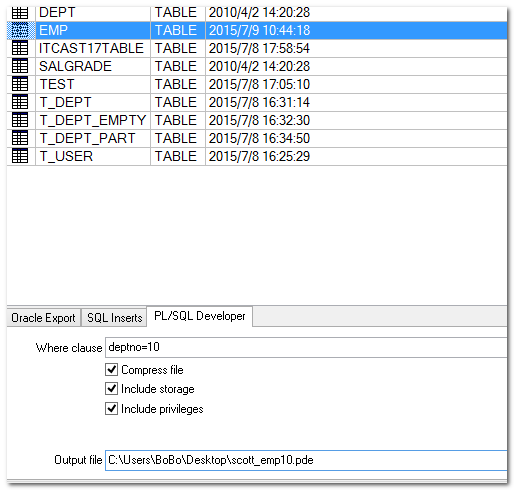 DEPT TABLE 2010/4/2 14:20:28
EMP TABLE 2015/7/9 10:44:18
ITCAST17TABLE TABLE 2015/7/8 17:58:54
SALGRADE TABLE 2010/4/2 14:20:28
TEST TABLE 2015/7/8 17:05:10
T_DEPT TABLE 2015/7/8 16:31:14
T_DEPT_EMPTY TABLE 2015/7/8 16:32:30
T_DEPT_PART TABLE 2015/7/8 16:34:50
T_USER TABLE 2015/7/8 16:25:29
Oracle Export SQL Inserts PL/SQL Developer
Where clause deptno=10
Compress file
Include storage
Include privileges
Output file C:\Users\BoBo\Desktop\scott_emp10.pde